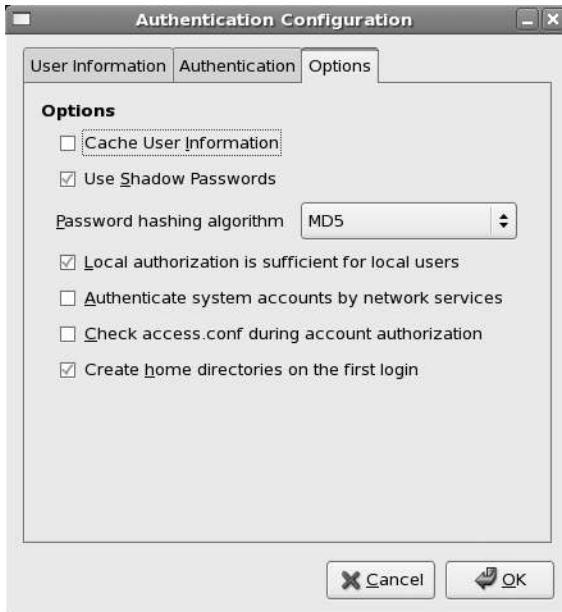 Authentication Configuration
User Information Authentication Options
Options
Cache User Information
Use Shadow Passwords
Password hashing algorithm MD5
Local authorization is sufficient for local users
Authenticate system accounts by network services
Check access.conf during account authorization
Create home directories on the first login
Cancel OK